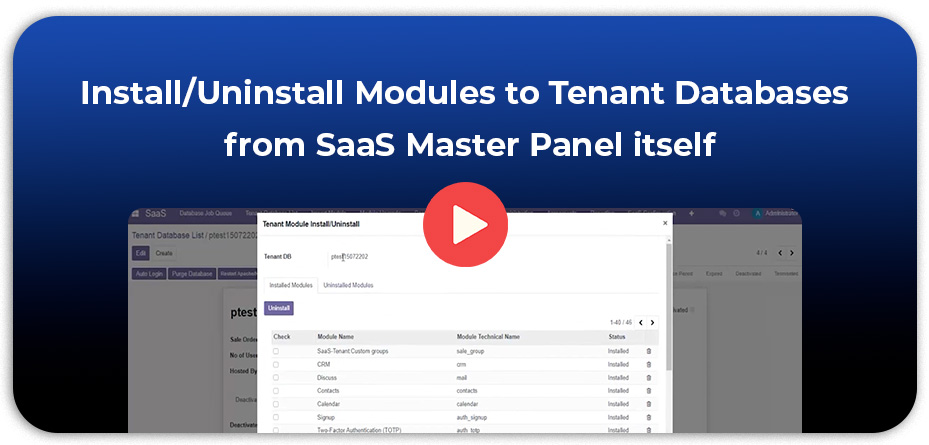 Install/Uninstall Modules to Tenant Databases
from SaaS Master Panel itself
SaaS Database Job Queue
A Administrator
Tenant Module Install/Uninstall ×
Tenant Database List / ptest15072202
Edit Create
4 / 4
Tenant DB ptest15072202
Auto Login Purge Database
Expired Deactivated Terminated
Installed Modules Uninstalled Modules
Uninstall
ptest
1-40 / 46
Check Module Name Module Technical Name Status
Sale Order
SaaS-Tenant Custom groups sale_group Installed
No of User
CRM crm Installed
Hosted By
Discuss mail Installed
Contacts contacts Installed
Calendar calendar Installed
Signup auth_signup Installed
Two-Factor Authentication (TOTP) auth_totp Installed